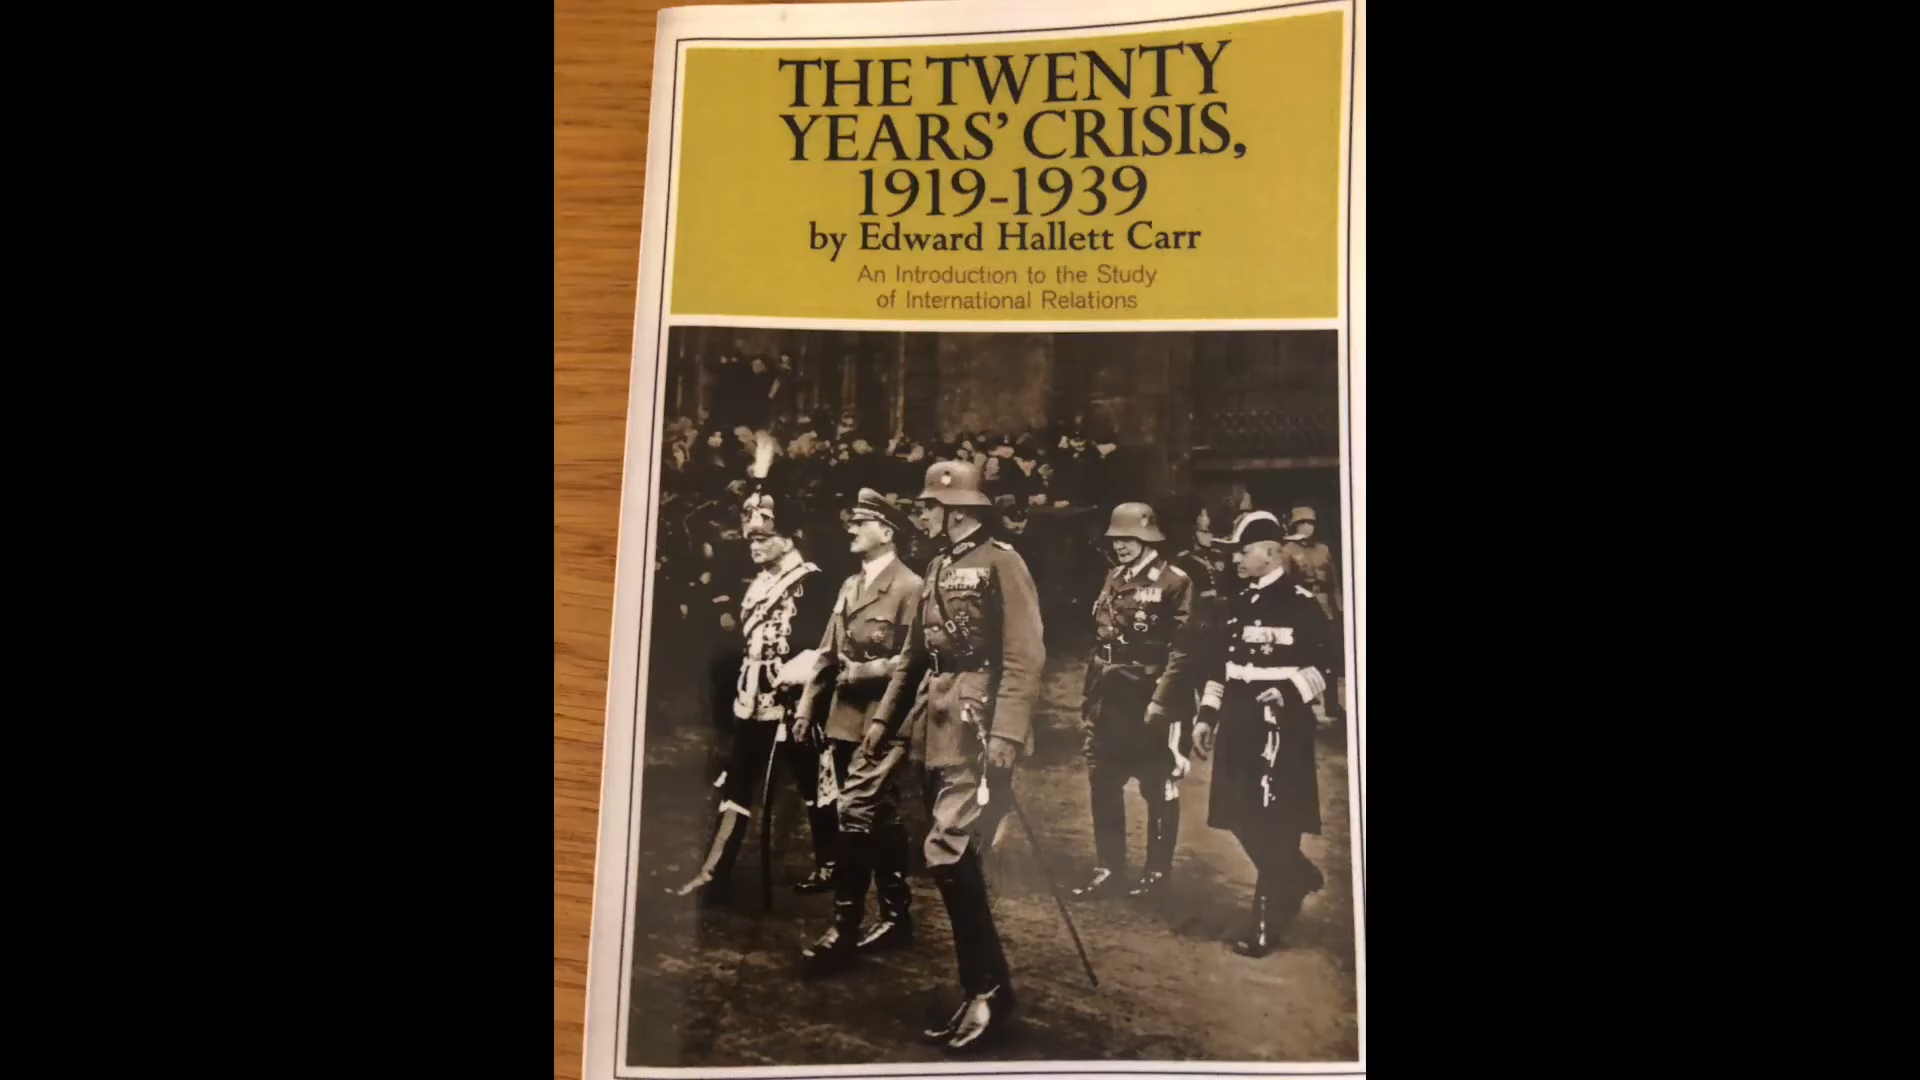 THE TWENTY
YEARS’ CRISIS,
1919-1939
by Edward Hallett Carr
An Introduction to the Study
of International Relations